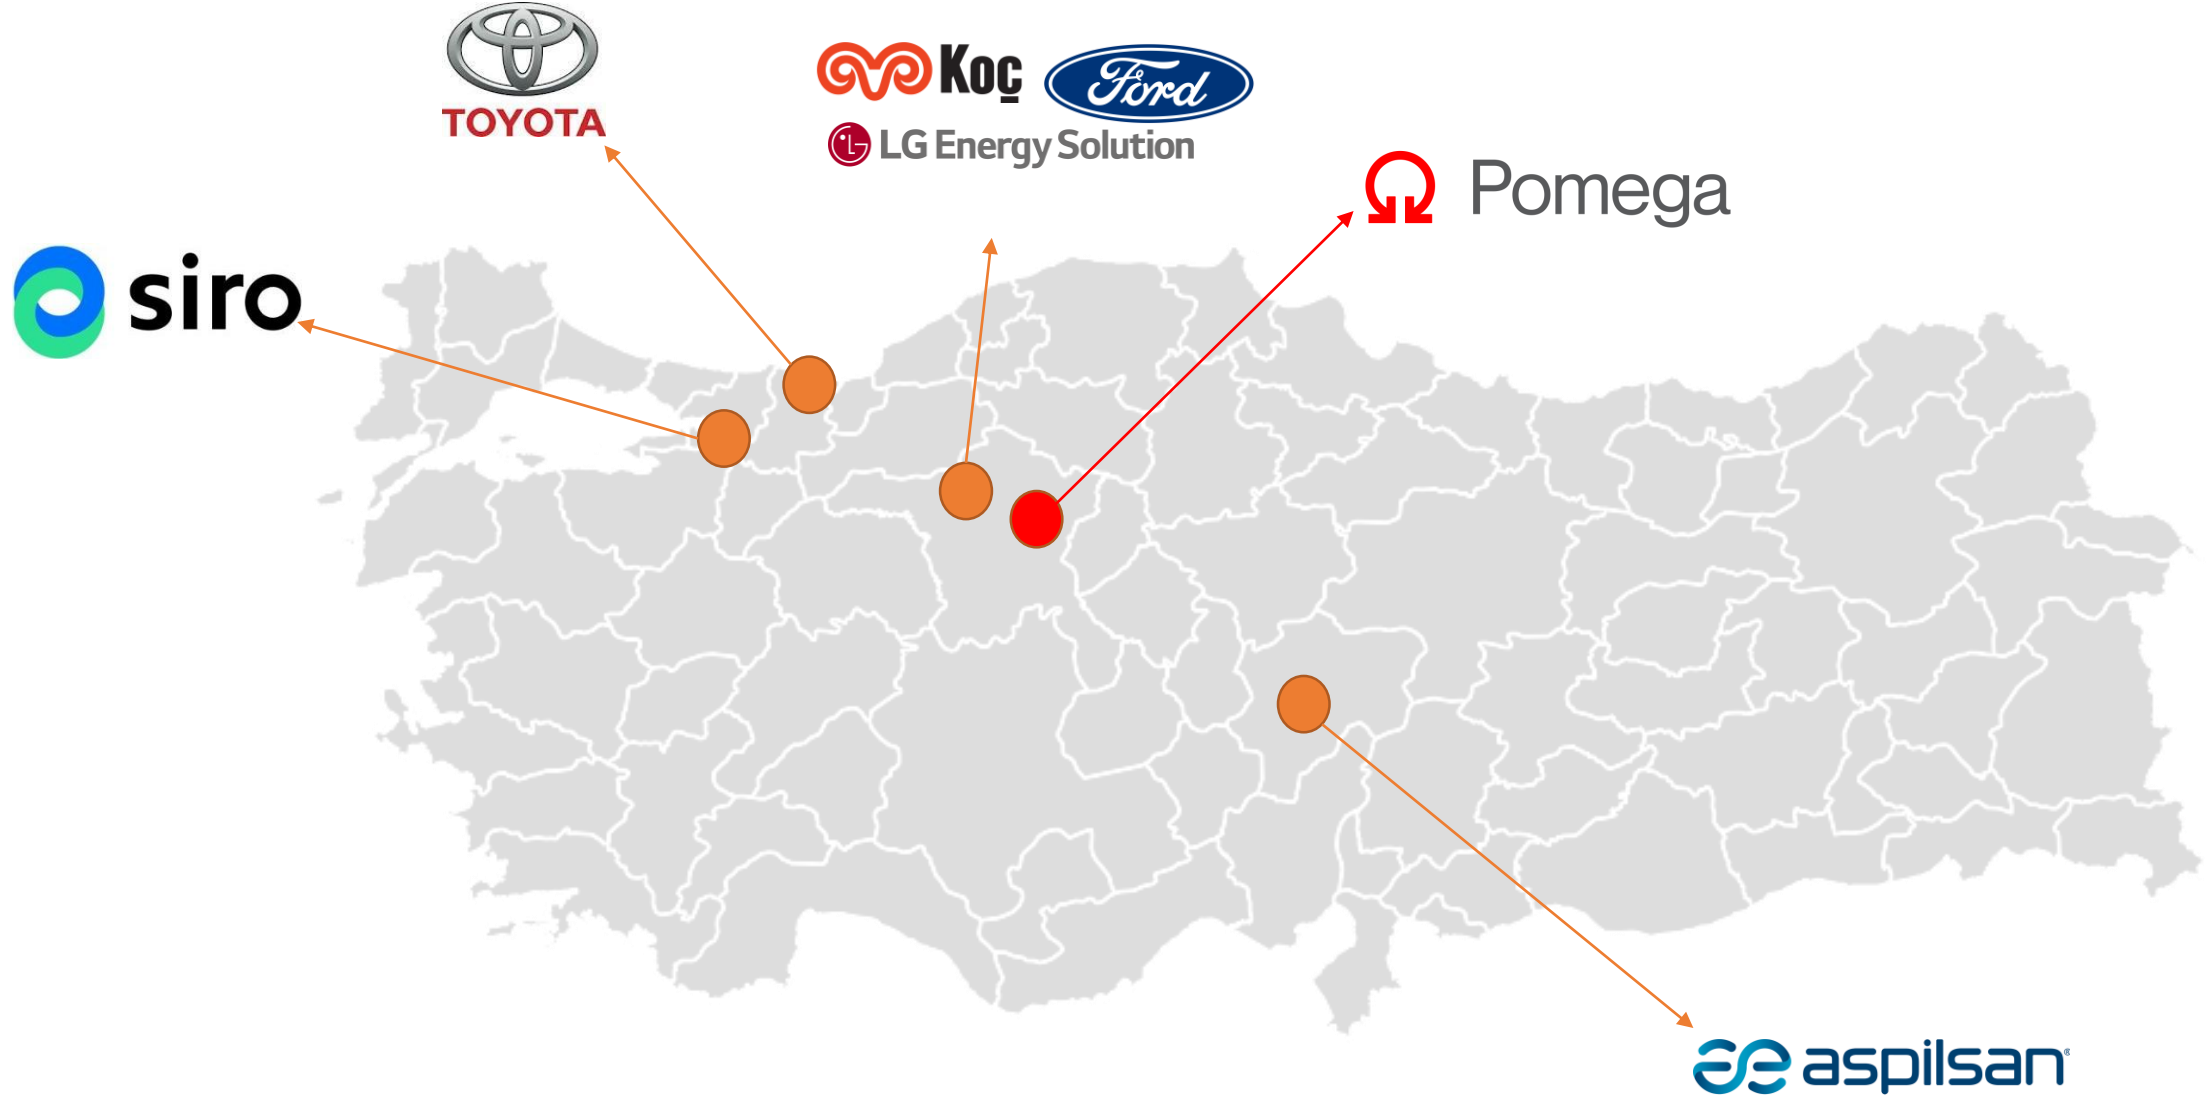 TOYOTA
Koç
Ford
LG Energy Solution
Pomega
siro
aspilsan